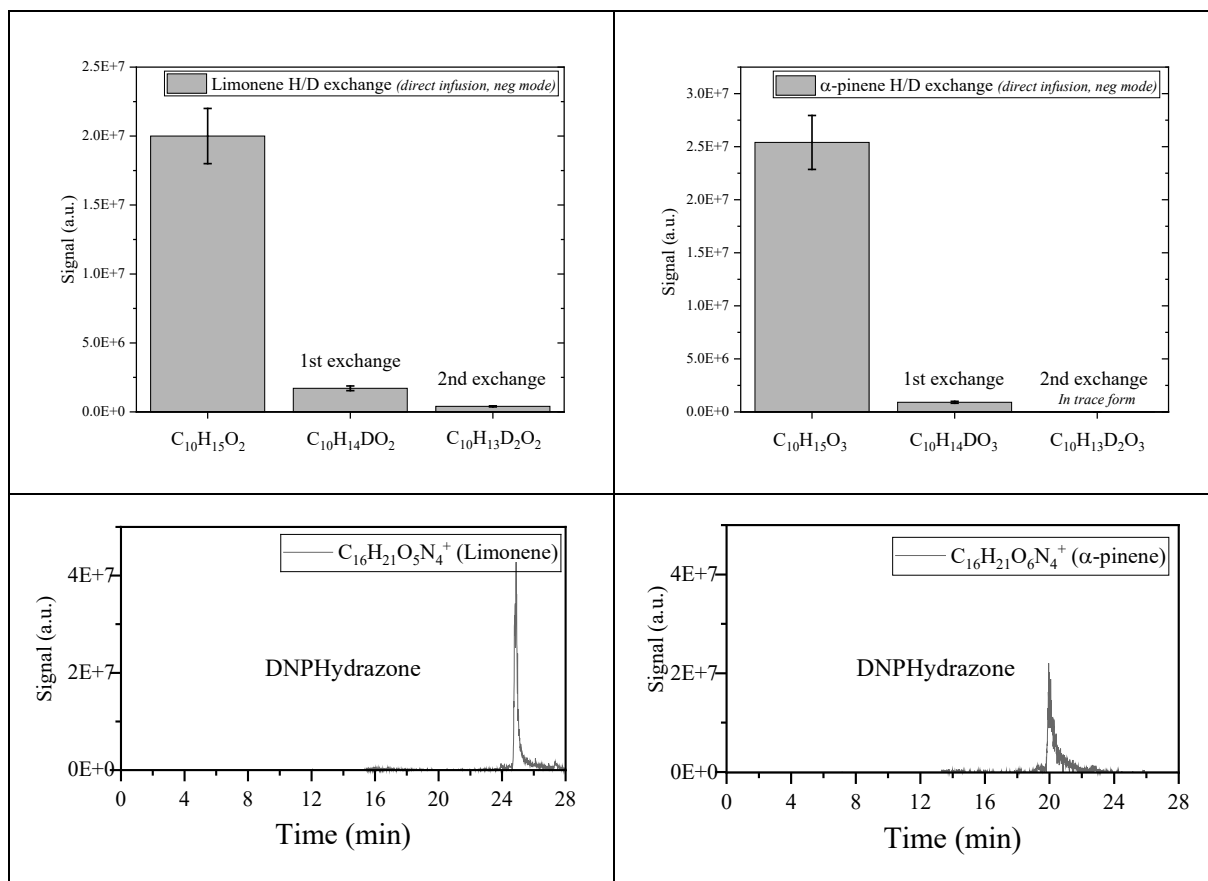 Limonene H/D exchange (direct infusion, neg mode)
2.5E+7
2.0E+7
1.5E+7
1.0E+7
5.0E+6
0.0E+0
Signal (a.u.)
1st exchange
2nd exchange
C₁₀H₁₅O₂ C₁₀H₁₄DO₂ C₁₀H₁₃D₂O₂
α-pinene H/D exchange (direct infusion, neg mode)
3.0E+7
2.5E+7
2.0E+7
1.5E+7
1.0E+7
5.0E+6
0.0E+0
Signal (a.u.)
1st exchange
2nd exchange
In trace form
C₁₀H₁₅O₃ C₁₀H₁₄DO₃ C₁₀H₁₃D₂O₃
C₁₆H₂₁O₅N₄⁺ (Limonene)
4E+7
2E+7
0E+0
Signal (a.u.)
DNPHydrazone
0 4 8 12 16 20 24 28
Time (min)
C₁₆H₂₁O₆N₄⁺ (α-pinene)
4E+7
2E+7
0E+0
Signal (a.u.)
DNPHydrazone
0 4 8 12 16 20 24 28
Time (min)